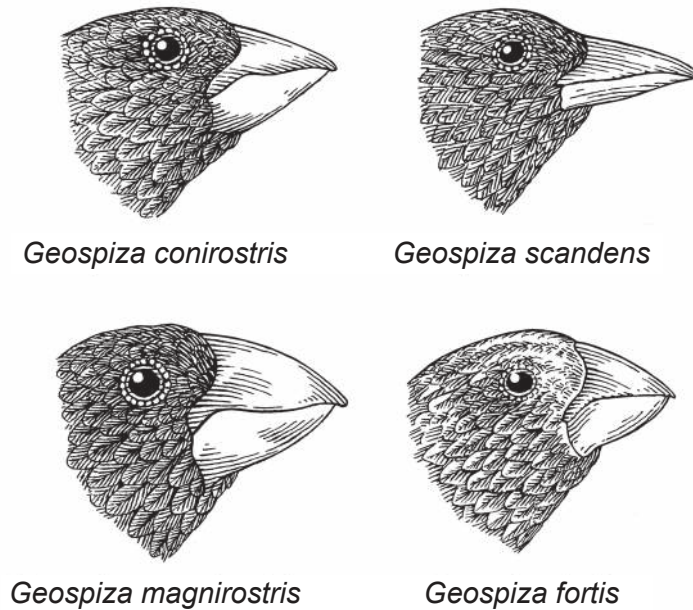 Geospiza conirostris
Geospiza scandens
Geospiza magnirostris
Geospiza fortis